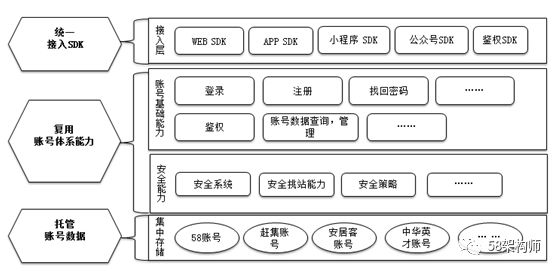 统一
接入SDK
接入层
WEB SDK
APP SDK
小程序 SDK
公众号SDK
鉴权SDK
复用
账号体系能力
账号基础能力
登录
注册
找回密码
……
鉴权
账号数据查询，管
理
……
安全能力
安全系统
安全挑站能力
安全策略
……
托管
账号数据
集中存储
58账号
赶集账
号
安居客
账号
中华英
才账号
……
58架构师